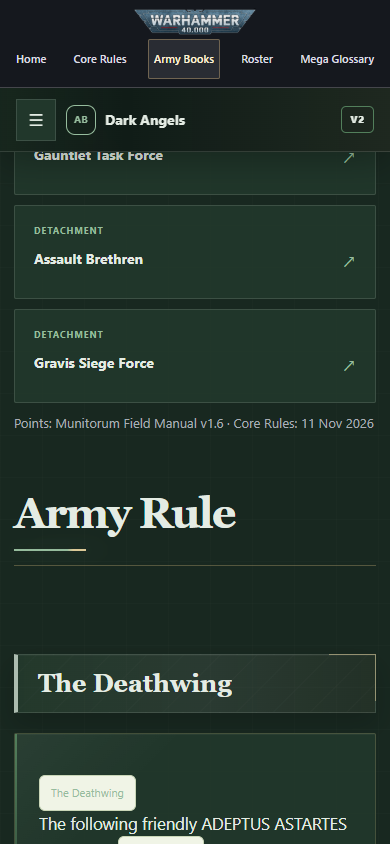 WARHAMMER
40,000
Home Core Rules Army Books Roster Mega Glossary
AB Dark Angels V2
Gauntlet Task Force
DETACHMENT
Assault Brethren
DETACHMENT
Gravis Siege Force
Points: Munitorum Field Manual v1.6 · Core Rules: 11 Nov 2026
Army Rule
The Deathwing
The Deathwing
The following friendly ADEPTUS ASTARTES